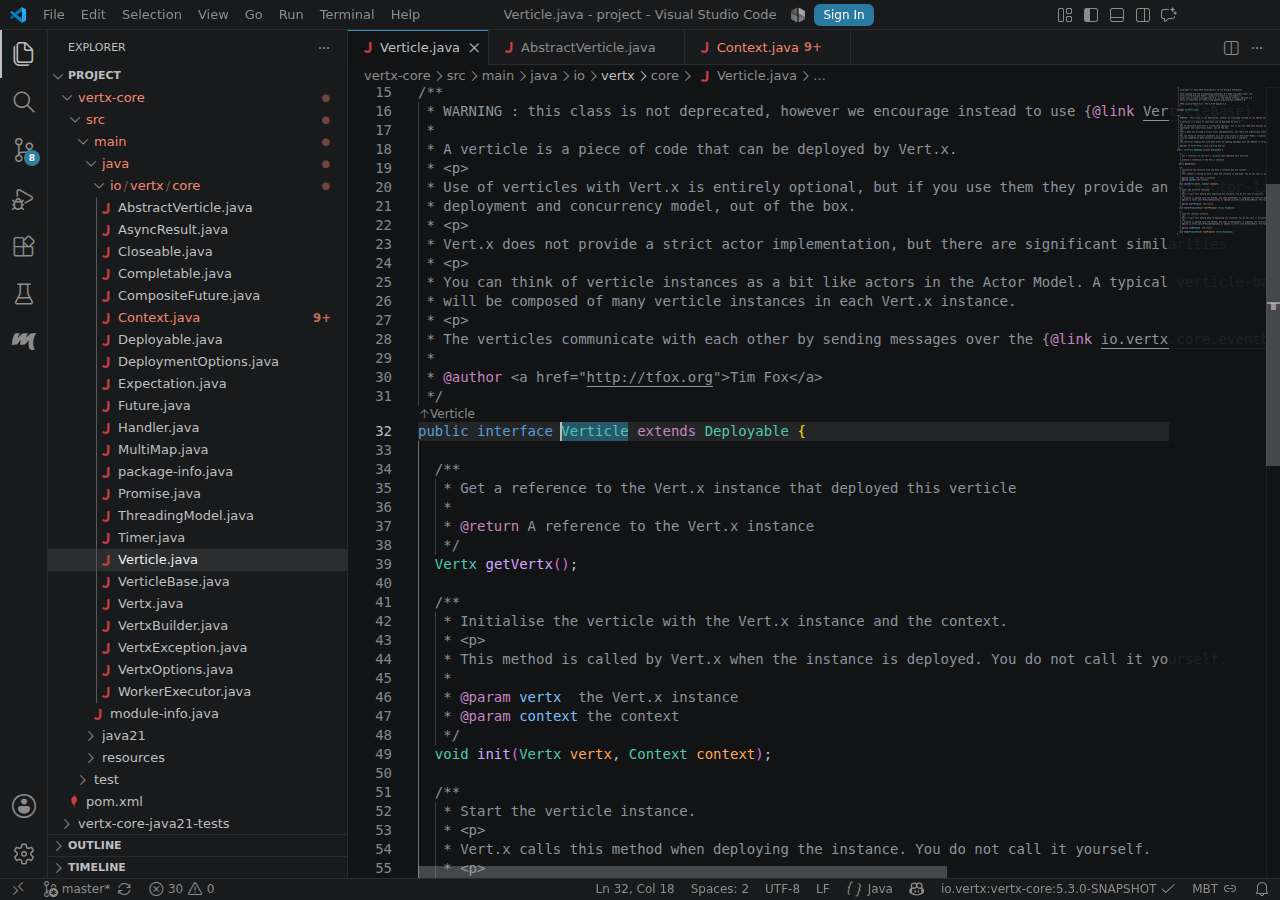 File Edit Selection View Go Run Terminal Help Verticle.java - project - Visual Studio Code Sign In
EXPLORER
PROJECT
vertx-core
src
main
java
io / vertx / core
AbstractVerticle.java
AsyncResult.java
Closeable.java
Completable.java
CompositeFuture.java
Context.java 9+
Deployable.java
DeploymentOptions.java
Expectation.java
Future.java
Handler.java
MultiMap.java
package-info.java
Promise.java
ThreadingModel.java
Timer.java
Verticle.java
VerticleBase.java
Vertx.java
VertxBuilder.java
VertxException.java
VertxOptions.java
WorkerExecutor.java
module-info.java
java21
resources
test
pom.xml
vertx-core-java21-tests
OUTLINE
TIMELINE
8
Verticle.java AbstractVerticle.java Context.java 9+
vertx-core > src > main > java > io > vertx > core > Verticle.java > ...
15 /**
16 * WARNING : this class is not deprecated, however we encourage instead to use {@link
17 *
18 * A verticle is a piece of code that can be deployed by Vert.x.
19 * <p>
20 * Use of verticles with Vert.x is entirely optional, but if you use them they provide an
21 * deployment and concurrency model, out of the box.
22 * <p>
23 * Vert.x does not provide a strict actor implementation, but there are significant similarities.
24 * <p>
25 * You can think of verticle instances as a bit like actors in the Actor Model. A typical
26 * will be composed of many verticle instances in each Vert.x instance.
27 * <p>
28 * The verticles communicate with each other by sending messages over the {@link io.vertx.core
29 *
30 * @author <a href="http://tfox.org">Tim Fox</a>
31 */
↑Verticle
32 public interface Verticle extends Deployable {
33
34 /**
35 * Get a reference to the Vert.x instance that deployed this verticle
36 *
37 * @return A reference to the Vert.x instance
38 */
39 Vertx getVertx();
40
41 /**
42 * Initialise the verticle with the Vert.x instance and the context.
43 * <p>
44 * This method is called by Vert.x when the instance is deployed. You do not call it yourself.
45 *
46 * @param vertx  the Vert.x instance
47 * @param context the context
48 */
49 void init(Vertx vertx, Context context);
50
51 /**
52 * Start the verticle instance.
53 * <p>
54 * Vert.x calls this method when deploying the instance. You do not call it yourself.
55 * <p>
master* 30 0 Ln 32, Col 18 Spaces: 2 UTF-8 LF {} Java io.vertx:vertx-core:5.3.0-SNAPSHOT MBT